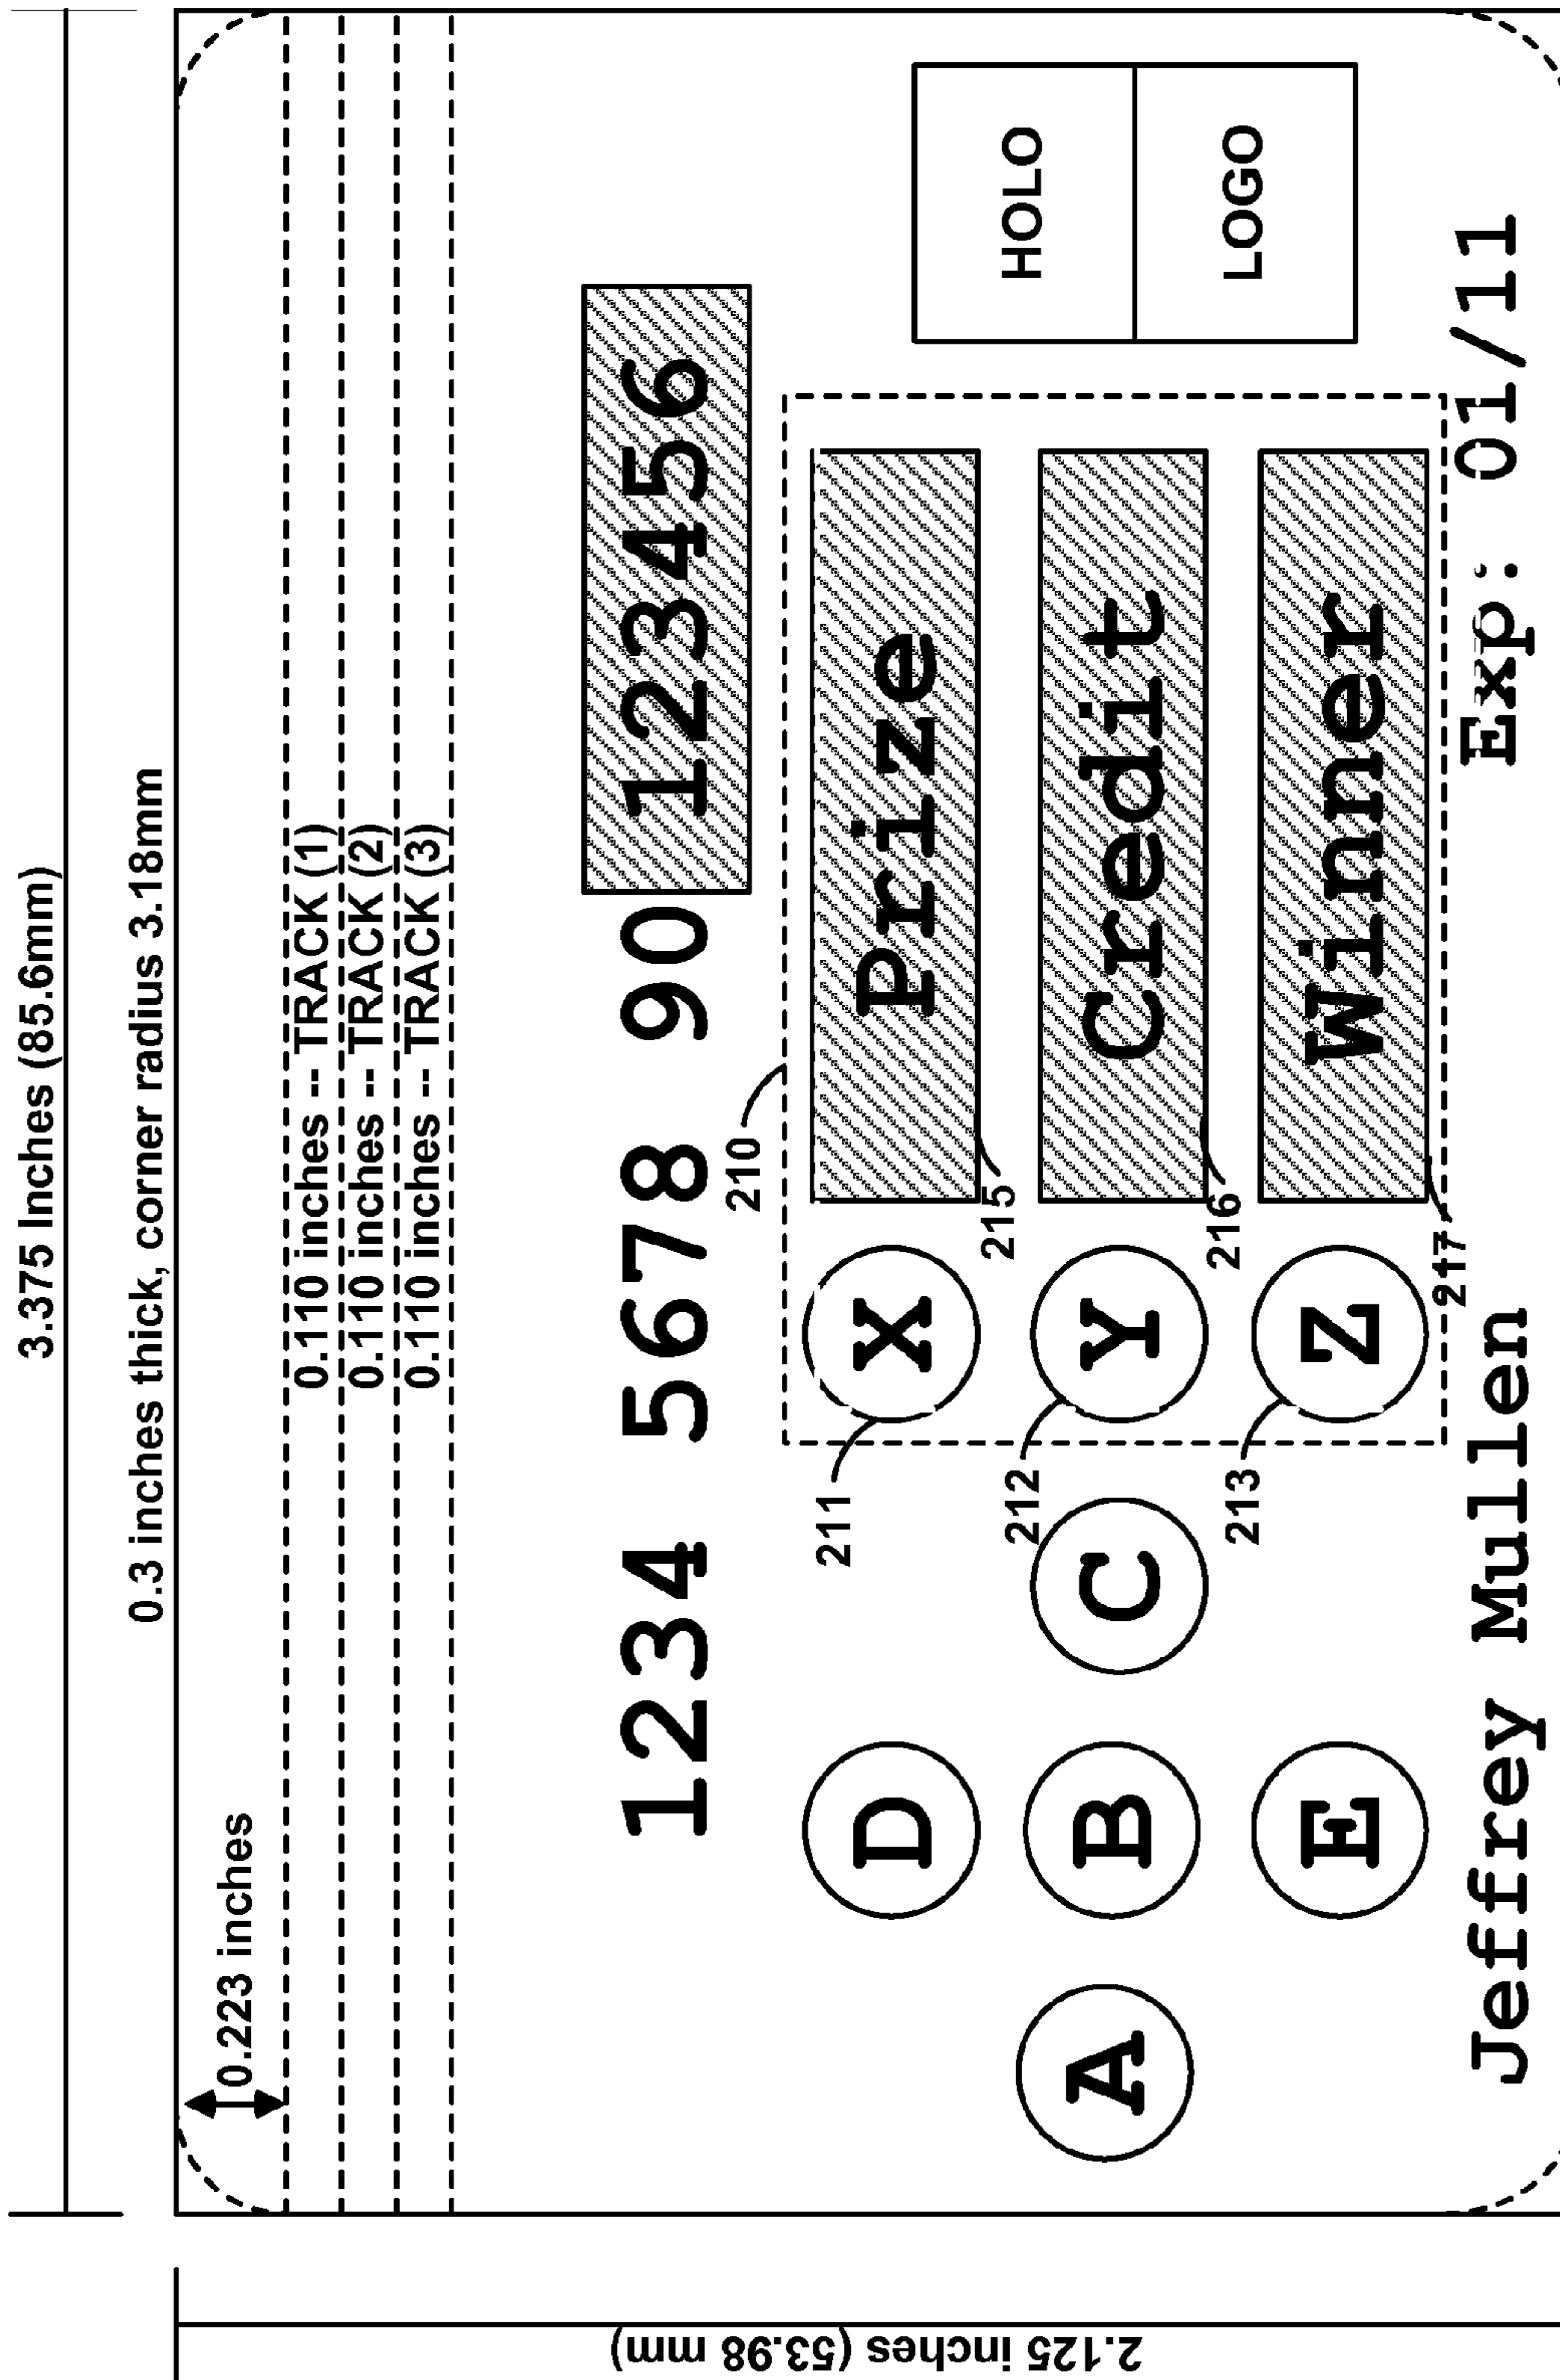 3.375 Inches (85.6mm)
0.3 inches thick, corner radius 3.18mm
0.223 inches
0.110 inches -- TRACK (1)
0.110 inches -- TRACK (2)
0.110 inches -- TRACK (3)
1234 5678 90 123456
210
211
D X Prize
215
HOLO
212
A B C Y Credit
216
LOGO
213
E Z Winner
217
Jeffrey Mullen Exp: 01/11
2.125 inches (53.98 mm)